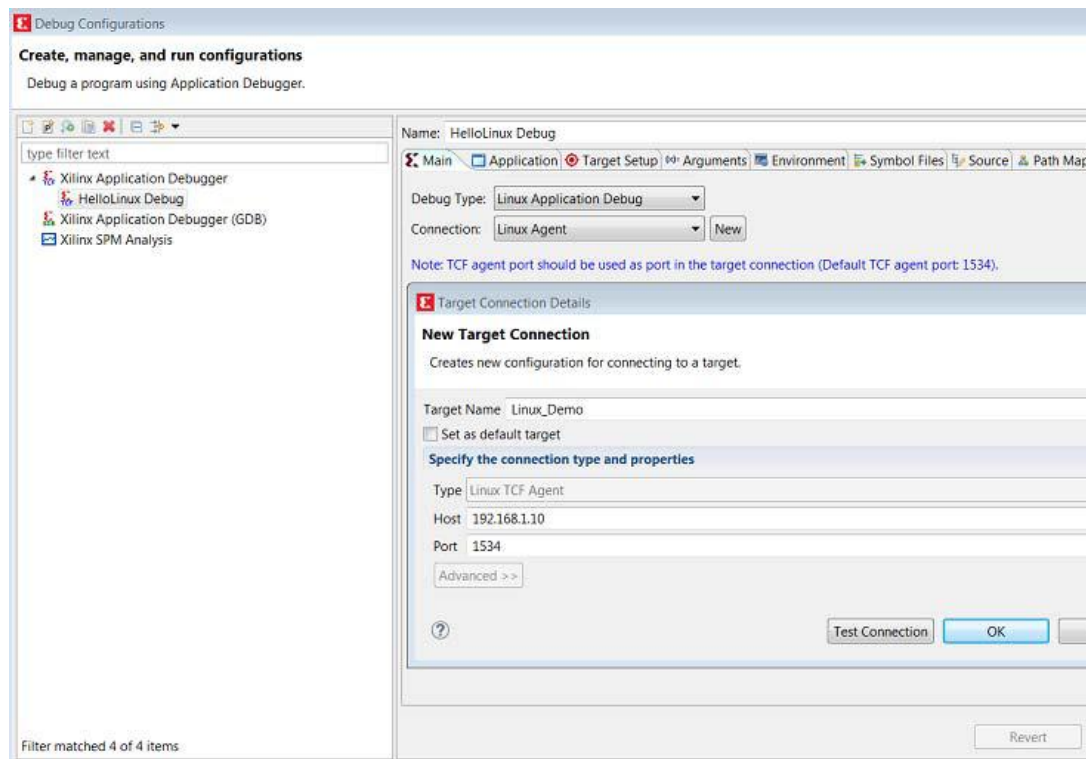 Debug Configurations
Create, manage, and run configurations
Debug a program using Application Debugger.
type filter text
Xilinx Application Debugger
HelloLinux Debug
Xilinx Application Debugger (GDB)
Xilinx SPM Analysis
Filter matched 4 of 4 items
Name: HelloLinux Debug
Main Application Target Setup Arguments Environment Symbol Files Source Path Map
Debug Type: Linux Application Debug
Connection: Linux Agent New
Note: TCF agent port should be used as port in the target connection (Default TCF agent port: 1534).
Target Connection Details
New Target Connection
Creates new configuration for connecting to a target.
Target Name Linux_Demo
Set as default target
Specify the connection type and properties
Type Linux TCF Agent
Host 192.168.1.10
Port 1534
Advanced >>
Test Connection OK
Revert